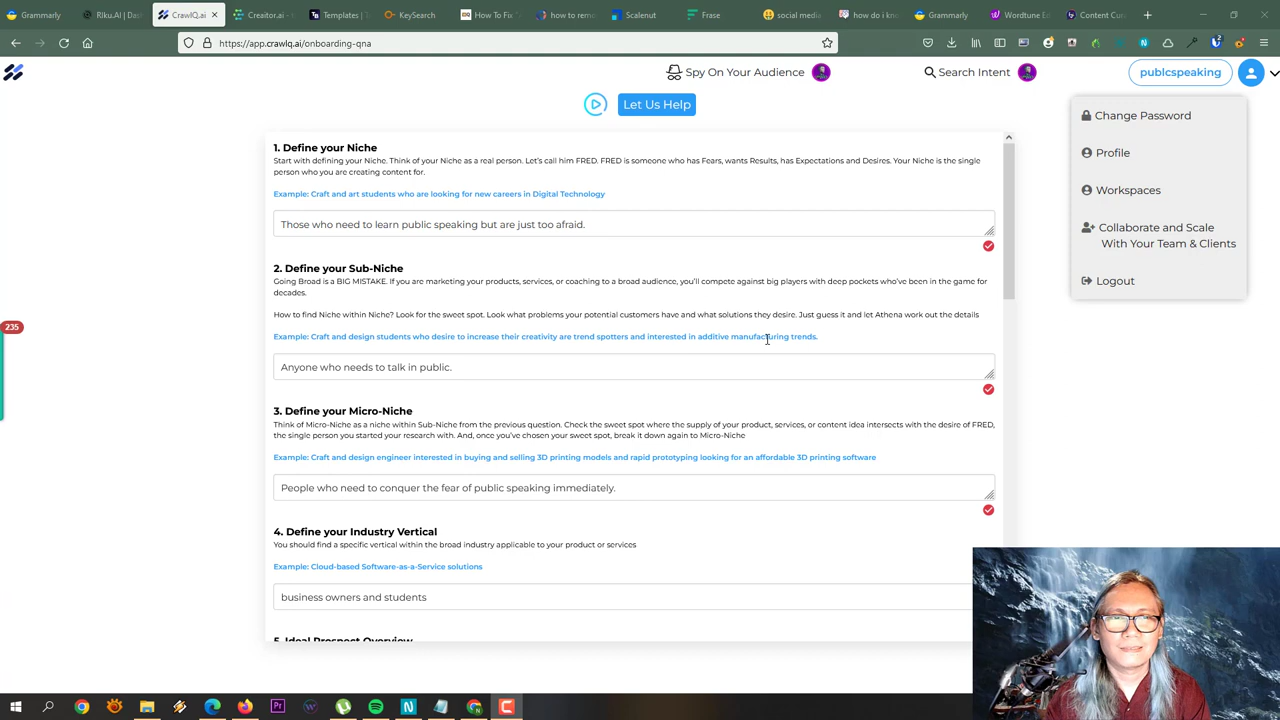 Grammarly
Riku.AI | Da
CrawlQ.ai
Creaitor.ai -
Templates | T
KeySearch
How To Fix
how to rem
Scalenut
Frase
social media
how do i kno
Grammarly
Wordtune Ed
Content Cur
https://app.crawlq.ai/onboarding-qna
Spy On Your Audience
Search Intent
publcspeaking
Let Us Help
Change Password
Profile
Workspaces
Collaborate and Scale
With Your Team & Clients
Logout
1. Define your Niche
Start with defining your Niche. Think of your Niche as a real person. Let's call him FRED. FRED is someone who has Fears, wants Results, has Expectations and Desires. Your Niche is the single
person who you are creating content for.
Example: Craft and art students who are looking for new careers in Digital Technology
Those who need to learn public speaking but are just too afraid.
2. Define your Sub-Niche
Going Broad is a BIG MISTAKE. If you are marketing your products, services, or coaching to a broad audience, you'll compete against big players with deep pockets who've been in the game for
decades.
How to find Niche within Niche? Look for the sweet spot. Look what problems your potential customers have and what solutions they desire. Just guess it and let Athena work out the details
Example: Craft and design students who desire to increase their creativity are trend spotters and interested in additive manufacturing trends.
235
Anyone who needs to talk in public.
3. Define your Micro-Niche
Think of Micro-Niche as a niche within Sub-Niche from the previous question. Check the sweet spot where the supply of your product, services, or content idea intersects with the desire of FRED,
the single person you started your research with. And, once you've chosen your sweet spot, break it down again to Micro-Niche
Example: Craft and design engineer interested in buying and selling 3D printing models and rapid prototyping looking for an affordable 3D printing software
People who need to conquer the fear of public speaking immediately.
4. Define your Industry Vertical
You should find a specific vertical within the broad industry applicable to your product or services
Example: Cloud-based Software-as-a-Service solutions
business owners and students
5. Ideal Prospect Overview